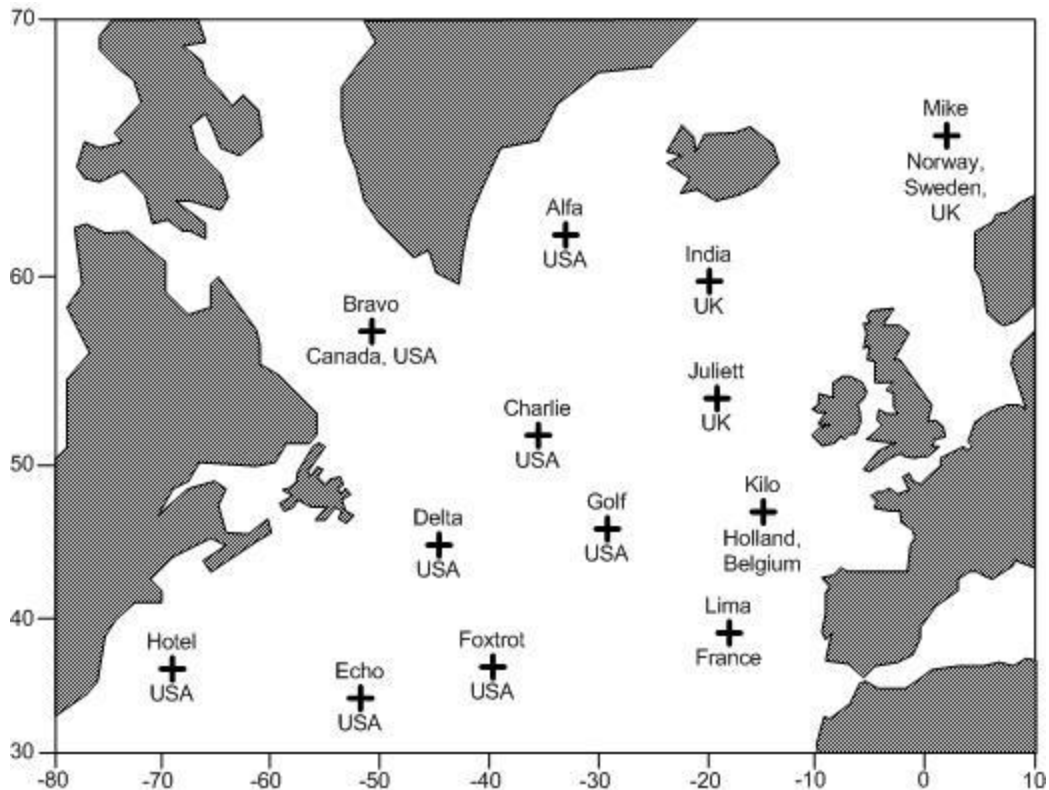 70
Mike
Norway,
Sweden,
UK
Alfa
USA
India
UK
60
Bravo
Canada, USA
Juliett
UK
Charlie
USA
50
Kilo
Holland,
Belgium
Golf
USA
Delta
USA
40
Lima
France
Hotel
USA
Foxtrot
USA
Echo
USA
30
-80 -70 -60 -50 -40 -30 -20 -10 0 10